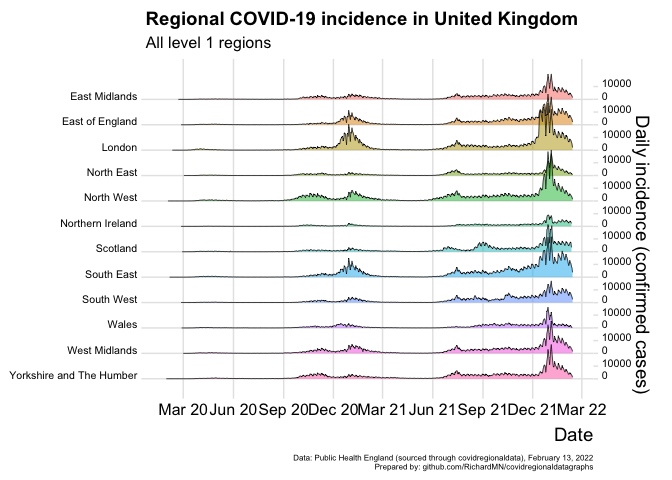 Regional COVID-19 incidence in United Kingdom
All level 1 regions
East Midlands
10000
0
East of England
10000
0
London
10000
0
North East
10000
0
North West
10000
0
Northern Ireland
10000
0
Scotland
10000
0
South East
10000
0
South West
10000
0
Wales
10000
0
West Midlands
10000
0
Yorkshire and The Humber
10000
0
Daily incidence (confirmed cases)
Mar 20 Jun 20 Sep 20 Dec 20 Mar 21 Jun 21 Sep 21 Dec 21 Mar 22
Date
Data: Public Health England (sourced through covidregionaldata), February 13, 2022
Prepared by: github.com/RichardMN/covidregionaldatagraphs